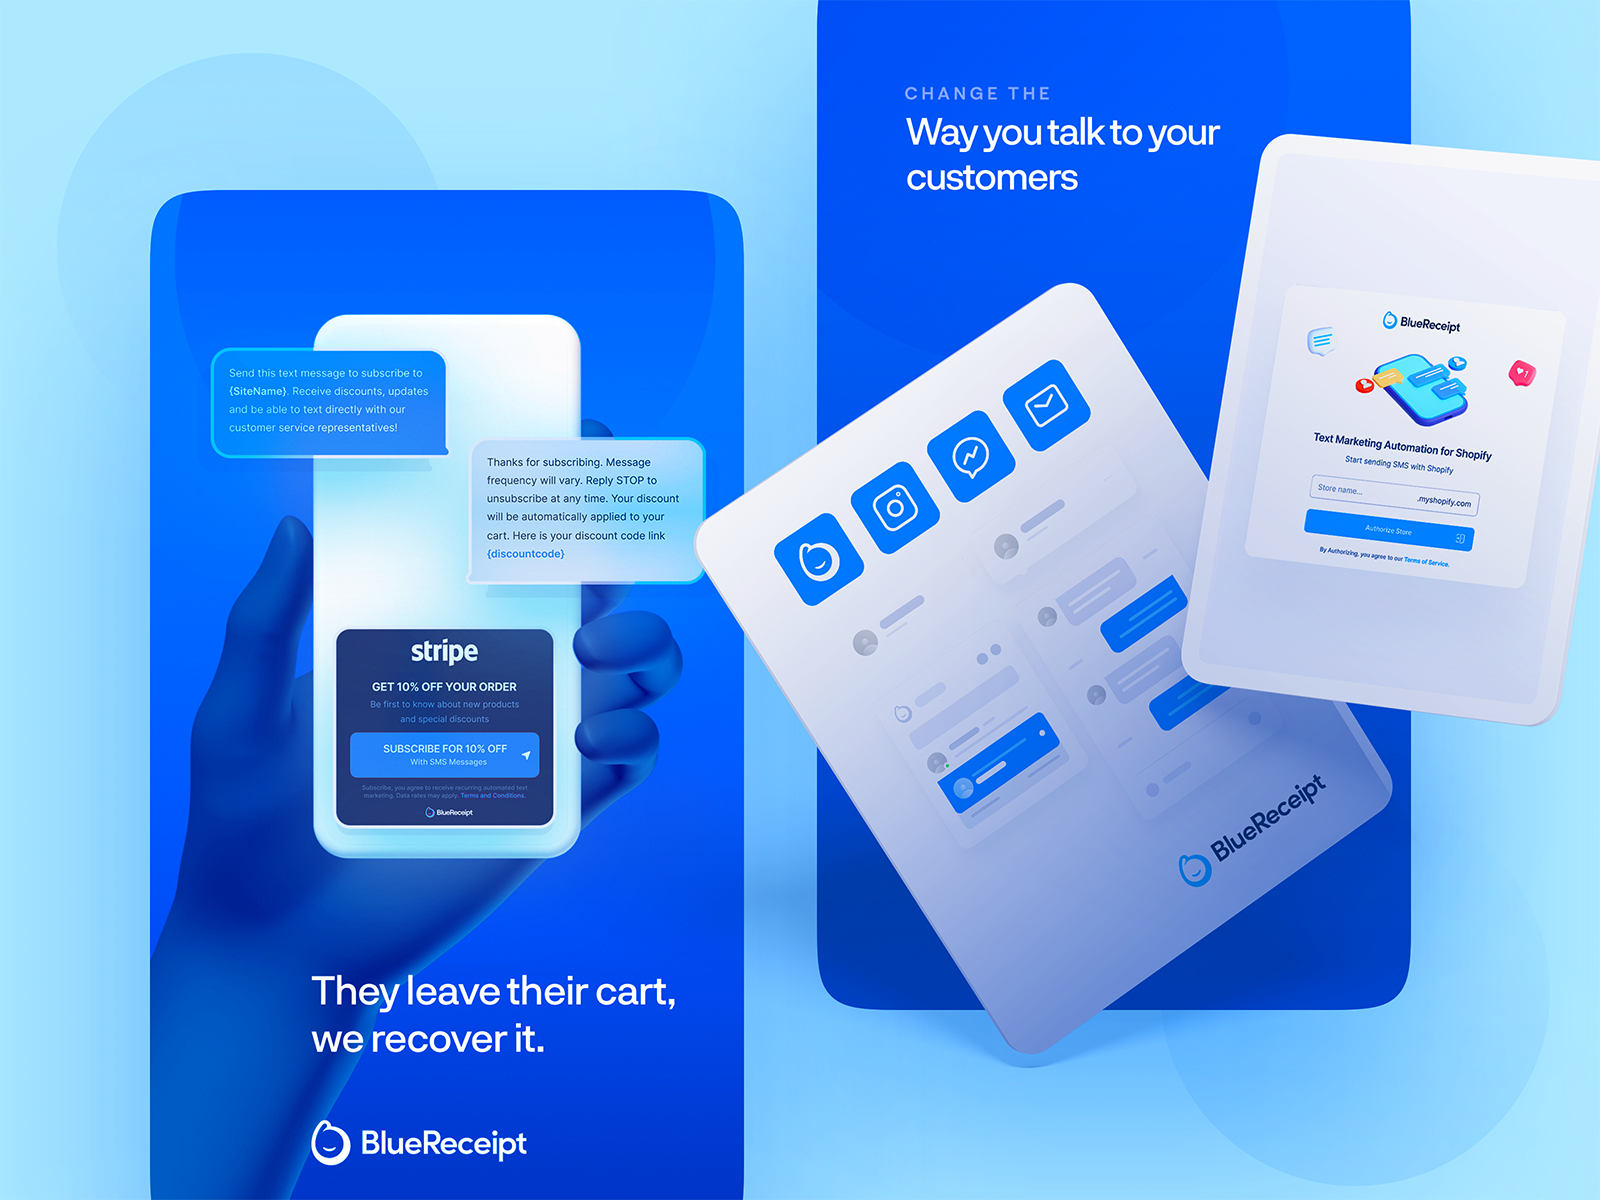 Send this text message to subscribe to
{SiteName}. Receive discounts, updates
and be able to text directly with our
customer service representatives!
Thanks for subscribing. Message
frequency will vary. Reply STOP to
unsubscribe at any time. Your discount
will be automatically applied to your
cart. Here is your discount code link
{discountcode}
stripe
GET 10% OFF YOUR ORDER
Be first to know about new products
and special discounts
SUBSCRIBE FOR 10% OFF
With SMS Messages
Subscribe, you agree to receive recurring automated text
marketing. Data rates may apply. Terms and Conditions.
BlueReceipt
They leave their cart,
we recover it.
BlueReceipt
CHANGE THE
Way you talk to your
customers
BlueReceipt
BlueReceipt
1
Text Marketing Automation for Shopify
Start sending SMS with Shopify
Store name...
.myshopify.com
Authorize Store
By Authorizing, you agree to our Terms of Service.